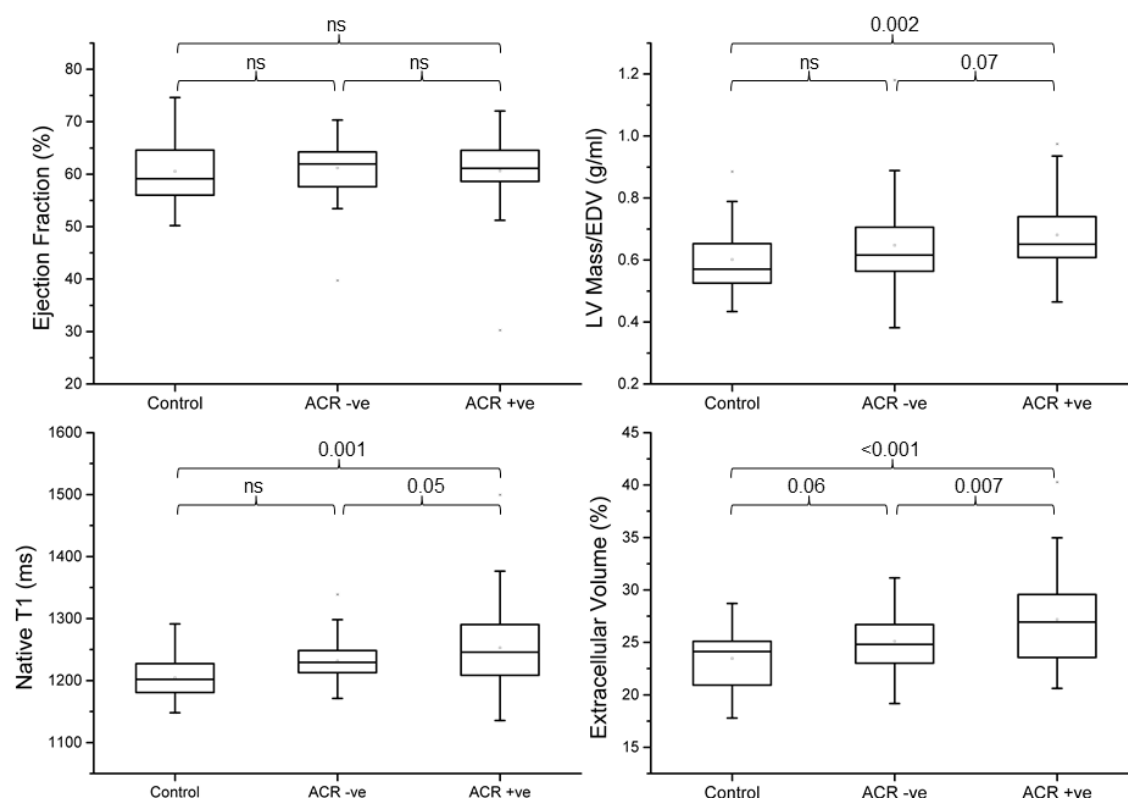 ns
ns
ns
Ejection Fraction (%)
80
70
60
50
40
30
20
Control
ACR -ve
ACR +ve
0.002
ns
0.07
LV Mass/EDV (g/ml)
1.2
1.0
0.8
0.6
0.4
0.2
Control
ACR -ve
ACR +ve
0.001
ns
0.05
Native T1 (ms)
1600
1500
1400
1300
1200
1100
Control
ACR -ve
ACR +ve
<0.001
0.06
0.007
Extracellular Volume (%)
45
40
35
30
25
20
15
Control
ACR -ve
ACR +ve